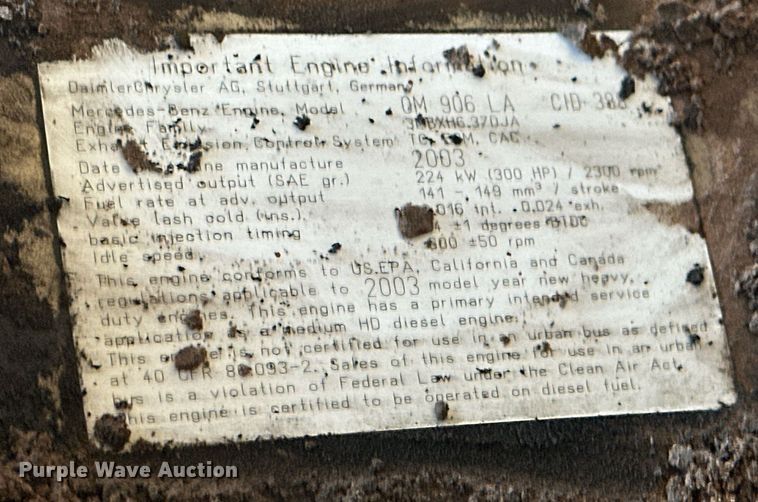 Important Engine Information
DaimlerChrysler AG, Stuttgart, Germany
Mercedes-Benz Engine, Model OM 906 LA CID
Engine Family
Exhaust Emission Control System CAC
Date of engine manufacture 2003
Advertised output (SAE gr.) 224 kW (300 HP) / 2300 rpm
Fuel rate at adv. output 141 - 149 mm³ / stroke
Valve lash cold (ins.) .016 int. .0.024 exh.
basic injection timing ±1 degrees BTDC
Idle speed. 600 ±50 rpm
This engine conforms to US.EPA, California and Canada
regulations applicable to 2003 model year new heavy
duty engines. This engine has a primary intended service
application as a medium HD diesel engine.
This engine is not certified for use in an urban bus as defined
at 40 CFR 86.093-2. Sales of this engine for use in an urban
bus is a violation of Federal Law under the Clean Air Act.
This engine is certified to be operated on diesel fuel.
Purple Wave Auction